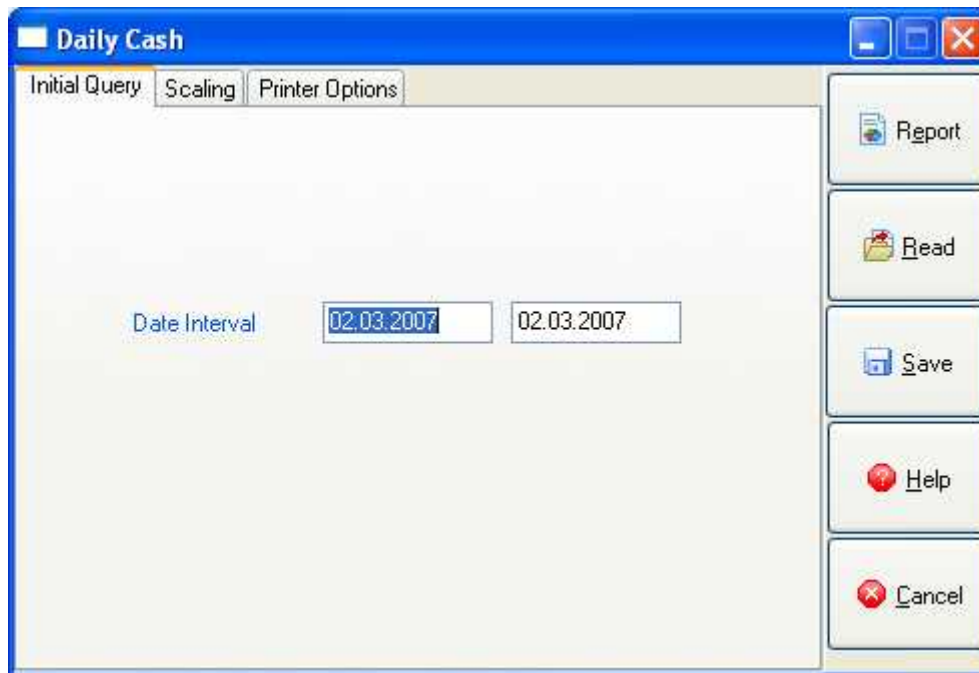 Daily Cash
Initial Query Scaling Printer Options
Report
Read
Date Interval 02.03.2007 02.03.2007
Save
Help
Cancel